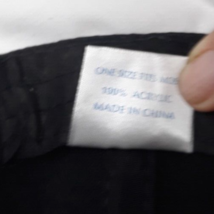 ONE SIZE FITS MOST
100% ACRYLIC
MADE IN CHINA